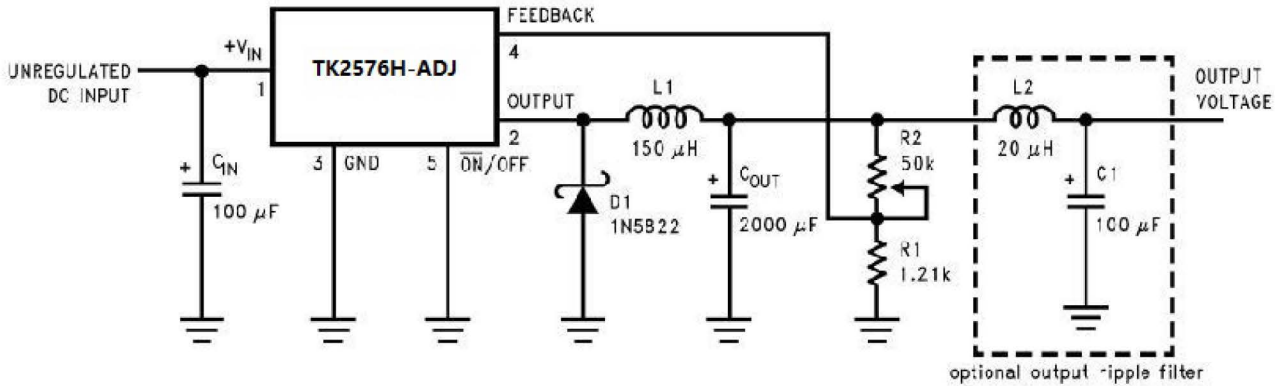 FEEDBACK
+VIN
4
TK2576H-ADJ
UNREGULATED
DC INPUT
1
OUTPUT
2
L1
150 µH
L2
20 µH
OUTPUT
VOLTAGE
3
GND
5
ON/OFF
R2
50k
+
CIN
100 µF
D1
1N5822
+
COUT
2000 µF
+
C1
100 µF
R1
1.21k
optional output ripple filter